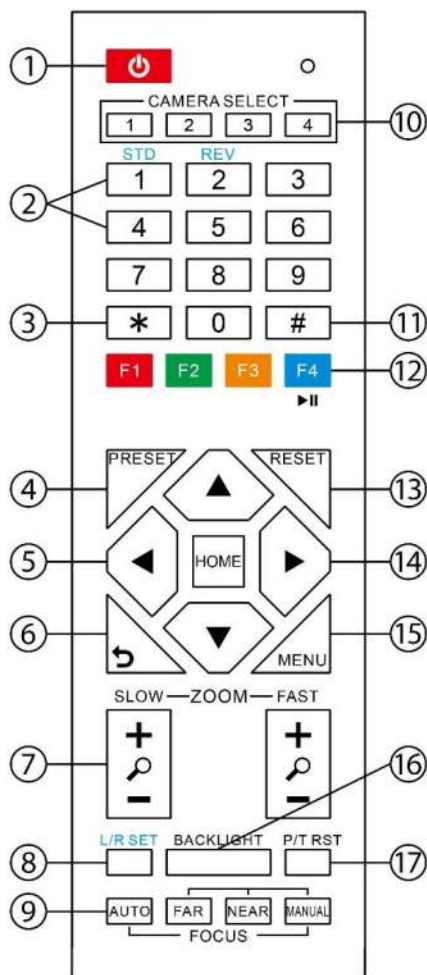 ①
CAMERA SELECT
1 2 3 4 ⑩
STD REV
② 1 2 3
4 5 6
7 8 9
③ * 0 # ⑪
F1 F2 F3 F4 ⑫
PRESET RESET
④ ⑬
⑤ HOME ⑭
⑥ MENU ⑮
SLOW ZOOM FAST
+ +
⑦ ⑯
- -
L/R SET BACKLIGHT P/T RST
⑧ ⑰
⑨ AUTO FAR NEAR MANUAL
FOCUS